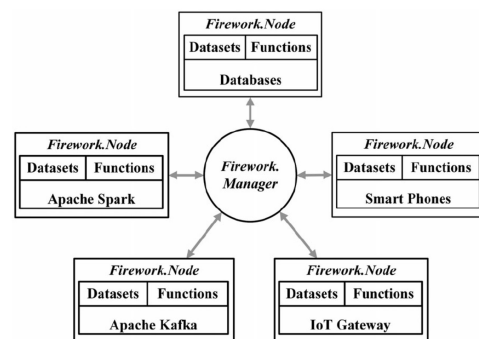 Firework.Node
Datasets Functions
Databases
Firework.Node
Datasets Functions
Apache Spark
Firework.
Manager
Firework.Node
Datasets Functions
Smart Phones
Firework.Node
Datasets Functions
Apache Kafka
Firework.Node
Datasets Functions
IoT Gateway